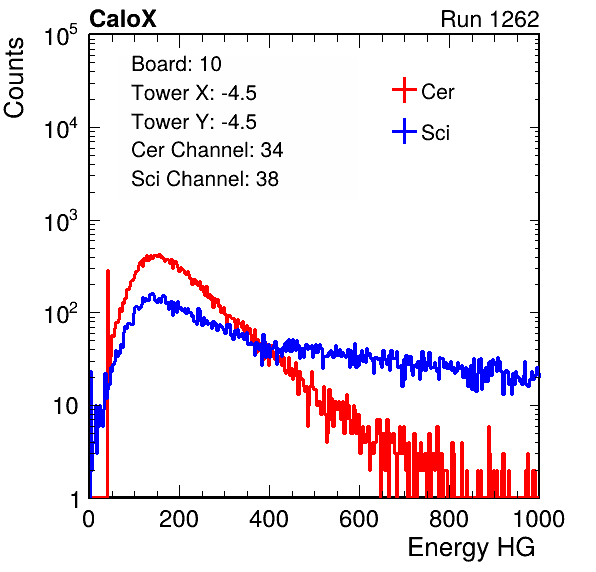 CaloX Run 1262
Counts
Board: 10
Tower X: -4.5
Tower Y: -4.5
Cer Channel: 34
Sci Channel: 38
Cer
Sci
10^5
10^4
10^3
10^2
10
1
0 200 400 600 800 1000
Energy HG